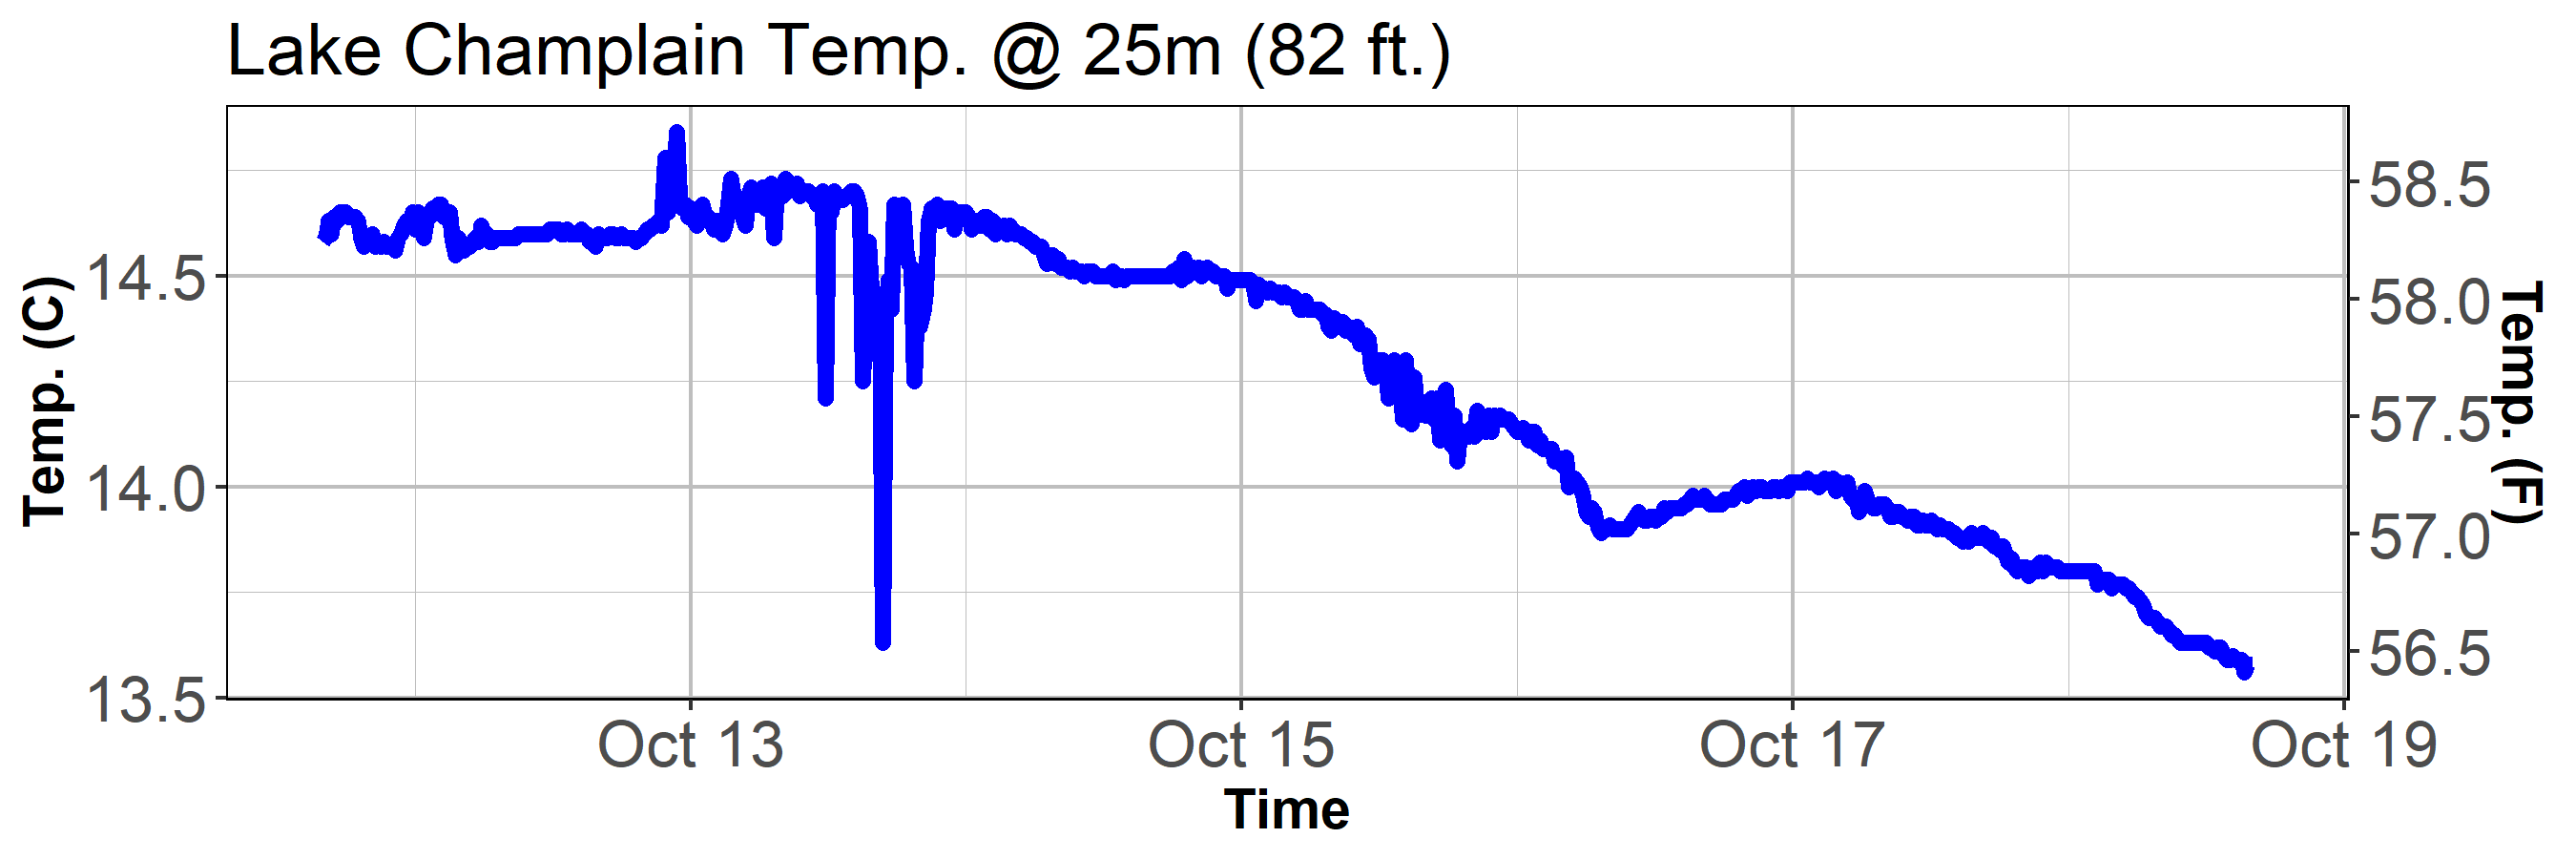 Lake Champlain Temp. @ 25m (82 ft.)
Temp. (C)
14.5
14.0
13.5
58.5
58.0
57.5
57.0
56.5
Temp. (F)
Oct 13
Oct 15
Oct 17
Oct 19
Time